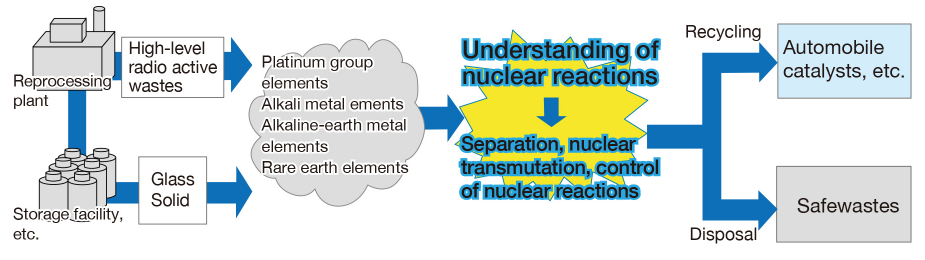 Reprocessing
plant
High-level
radio active
wastes
Storage facility,
etc.
Glass
Solid
Platinum group
elements
Alkali metal ements
Alkaline-earth metal
elements
Rare earth elements
Understanding of
nuclear reactions
Separation, nuclear
transmutation, control
of nuclear reactions
Recycling
Automobile
catalysts, etc.
Disposal
Safewastes